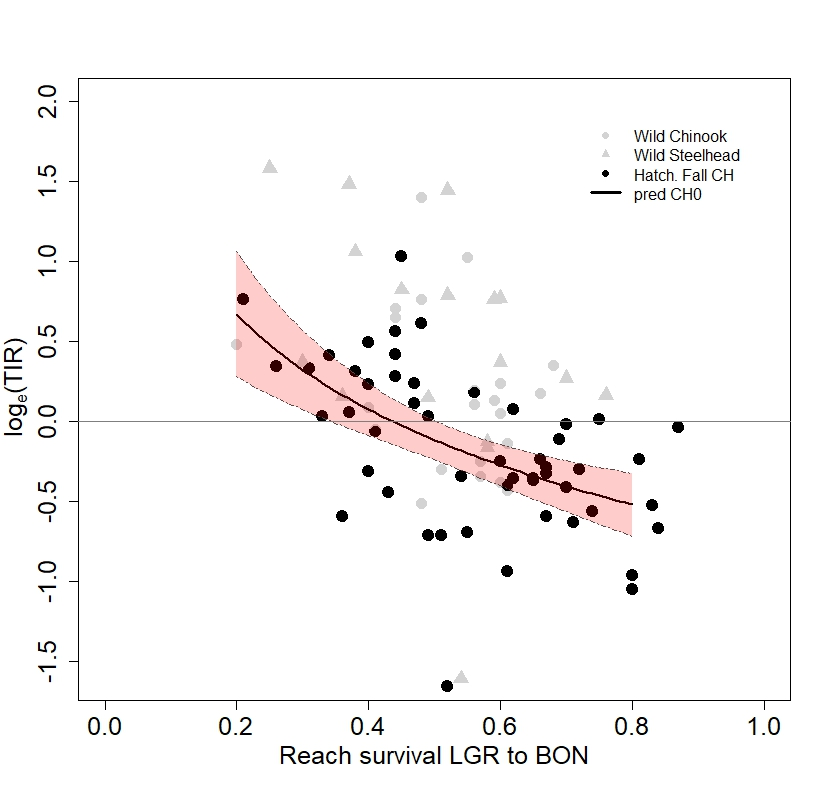 2.0
1.5
1.0
0.5
0.0
-0.5
-1.0
-1.5
logₑ(TIR)
Wild Chinook
Wild Steelhead
Hatch. Fall CH
pred CH0
0.0 0.2 0.4 0.6 0.8 1.0
Reach survival LGR to BON